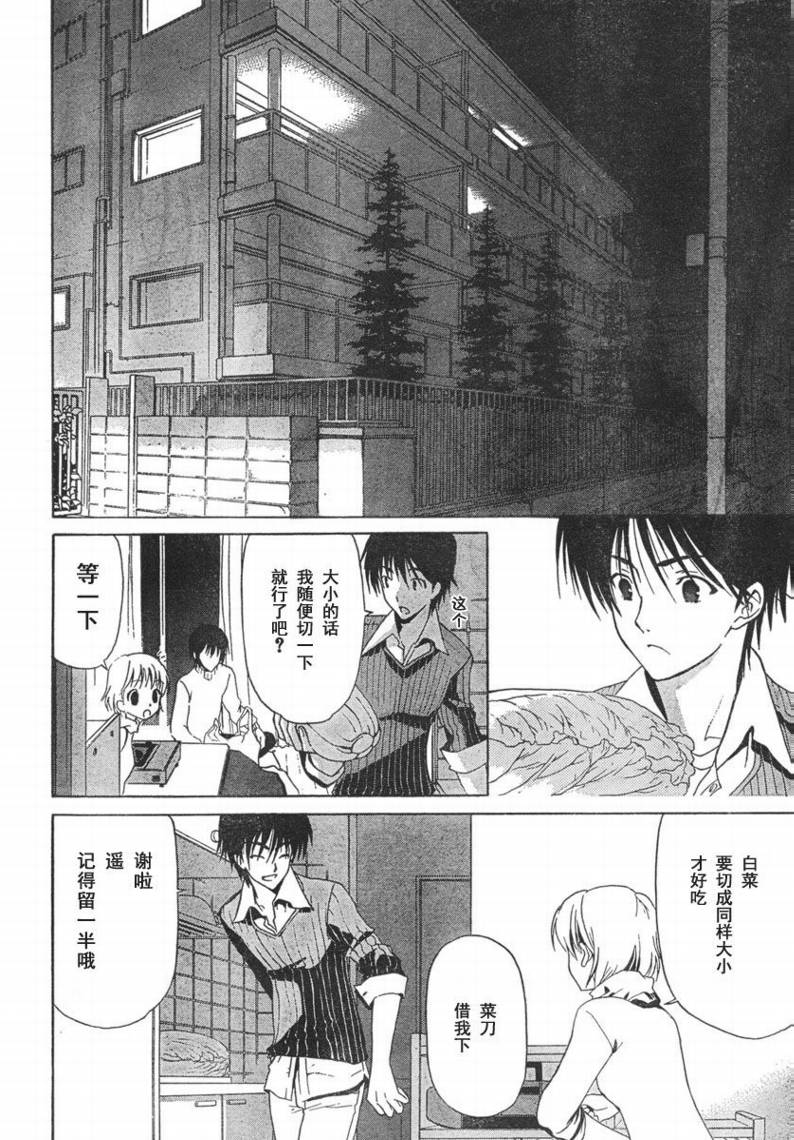 这个
大小的话
我随便切一下
就行了吧？
等一下
白菜
要切成同样大小
才好吃
菜刀
借我下
谢啦
遥
记得留一半哦